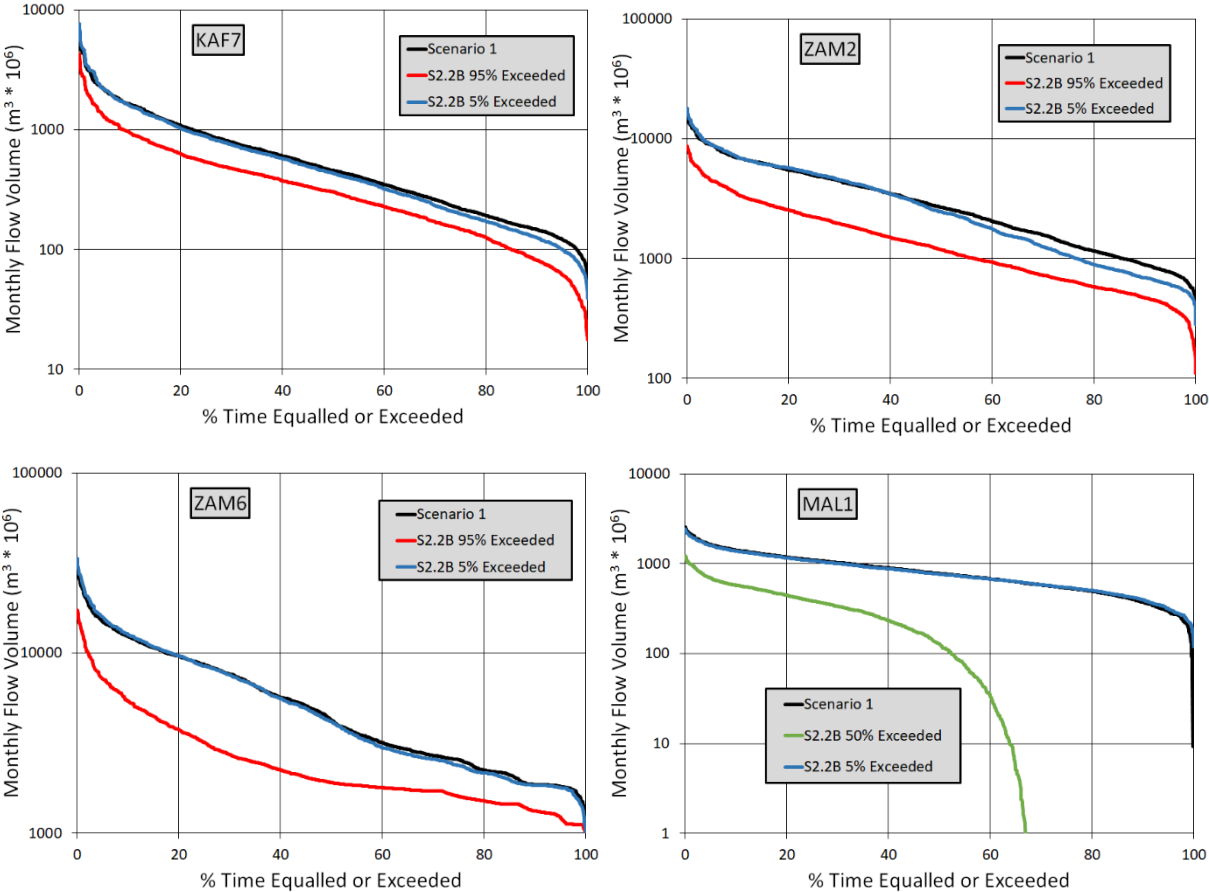 KAF7
Monthly Flow Volume (m³ * 10⁶)
10000
1000
100
10
Scenario 1
S2.2B 95% Exceeded
S2.2B 5% Exceeded
0 20 40 60 80 100
% Time Equalled or Exceeded
ZAM2
Monthly Flow Volume (m³ * 10⁶)
100000
10000
1000
100
Scenario 1
S2.2B 95% Exceeded
S2.2B 5% Exceeded
0 20 40 60 80 100
% Time Equalled or Exceeded
ZAM6
Monthly Flow Volume (m³ * 10⁶)
100000
10000
1000
Scenario 1
S2.2B 95% Exceeded
S2.2B 5% Exceeded
0 20 40 60 80 100
% Time Equalled or Exceeded
MAL1
Monthly Flow Volume (m³ * 10⁶)
10000
1000
100
10
1
Scenario 1
S2.2B 50% Exceeded
S2.2B 5% Exceeded
0 20 40 60 80 100
% Time Equalled or Exceeded